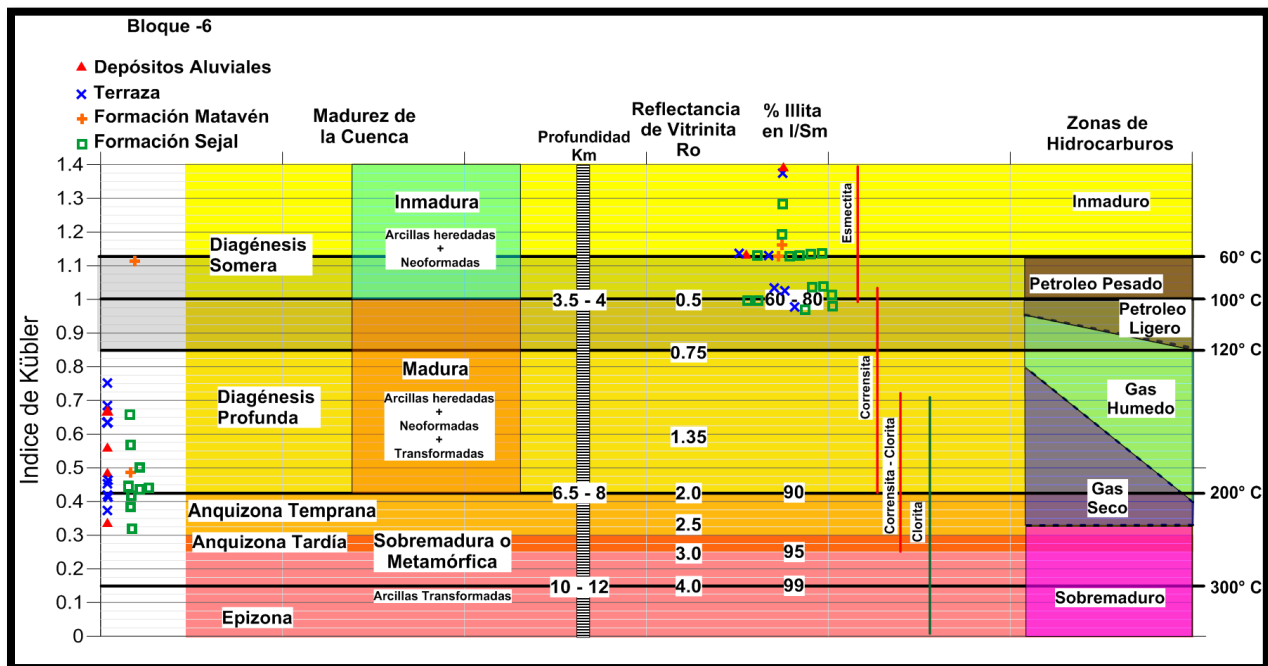 Bloque -6
Depósitos Aluviales
Terraza
Formación Matavén
Formación Sejal
Madurez de
la Cuenca
Profundidad
Km
Reflectancia
de Vitrinita
Ro
% Illita
en I/Sm
Zonas de
Hidrocarburos
Indice de Kübler
1.4
1.3
1.2
1.1
1
0.9
0.8
0.7
0.6
0.5
0.4
0.3
0.2
0.1
0
Diagénesis
Somera
Diagénesis
Profunda
Anquizona Temprana
Anquizona Tardía
Epizona
Inmadura
Arcillas heredadas
+
Neoformadas
Madura
Arcillas heredadas
+
Neoformadas
+
Transformadas
Sobremadura o
Metamórfica
Arcillas Transformadas
3.5 - 4
6.5 - 8
10 - 12
0.5
0.75
1.35
2.0
2.5
3.0
4.0
60 - 80
90
95
99
Esmectita
Corrensita
Corrensita - Clorita
Clorita
Inmaduro
Petroleo Pesado
Petroleo
Ligero
Gas
Humedo
Gas
Seco
Sobremaduro
60° C
100° C
120° C
200° C
300° C